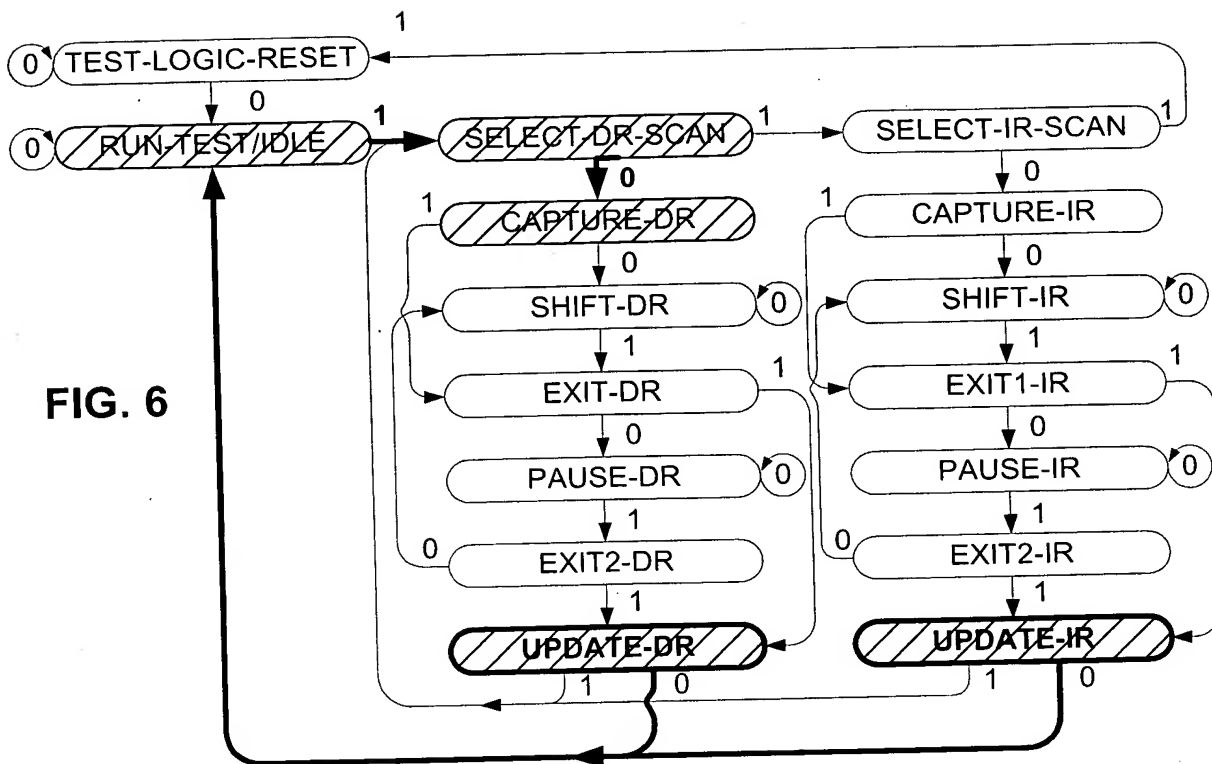 1
0 TEST-LOGIC-RESET
0
0 RUN-TEST/IDLE 1 SELECT-DR-SCAN 1 SELECT-IR-SCAN 1
0 0
1 CAPTURE-DR 1 CAPTURE-IR
0 0
SHIFT-DR 0 SHIFT-IR 0
1 1
FIG. 6
EXIT-DR 1 EXIT1-IR 1
0 0
PAUSE-DR 0 PAUSE-IR 0
1 1
0 EXIT2-DR 0 EXIT2-IR
1 1
UPDATE-DR UPDATE-IR
1 0 1 0